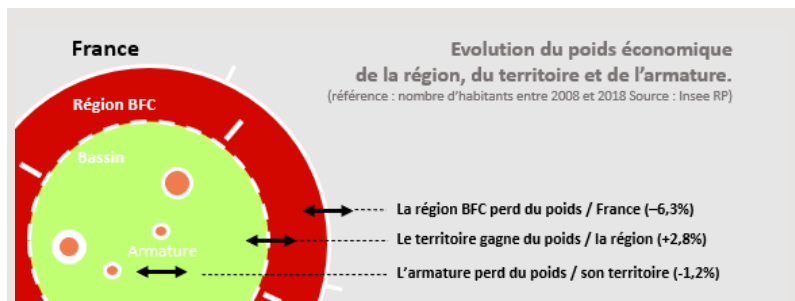 France
Evolution du poids économique
de la région, du territoire et de l'armature.
(référence : nombre d'habitants entre 2008 et 2018 Source : Insee RP)
Région BFC
Bassin
Armature
La région BFC perd du poids / France (–6,3%)
Le territoire gagne du poids / la région (+2,8%)
L'armature perd du poids / son territoire (-1,2%)